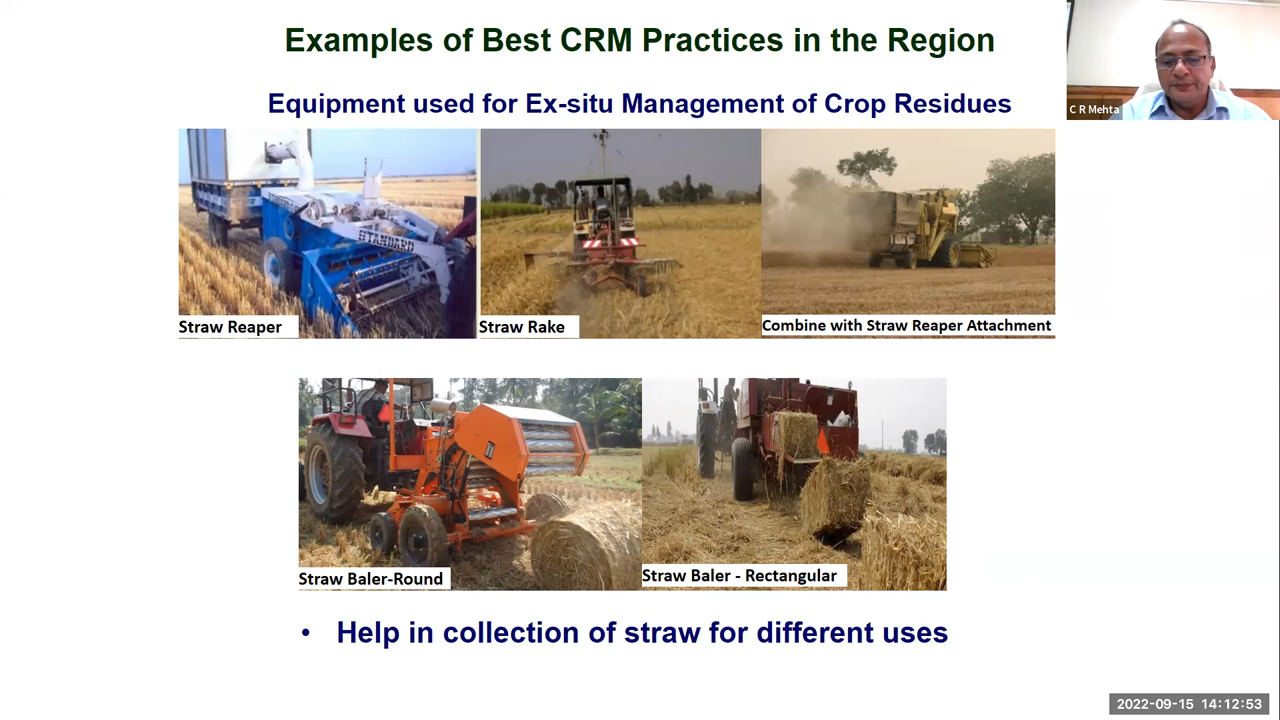 Examples of Best CRM Practices in the Region
C R Mehta
Equipment used for Ex-situ Management of Crop Residues
STANDARD
Straw Reaper
Straw Rake
Combine with Straw Reaper Attachment
Straw Baler-Round
Straw Baler - Rectangular
• Help in collection of straw for different uses
2022-09-15 14:12:53